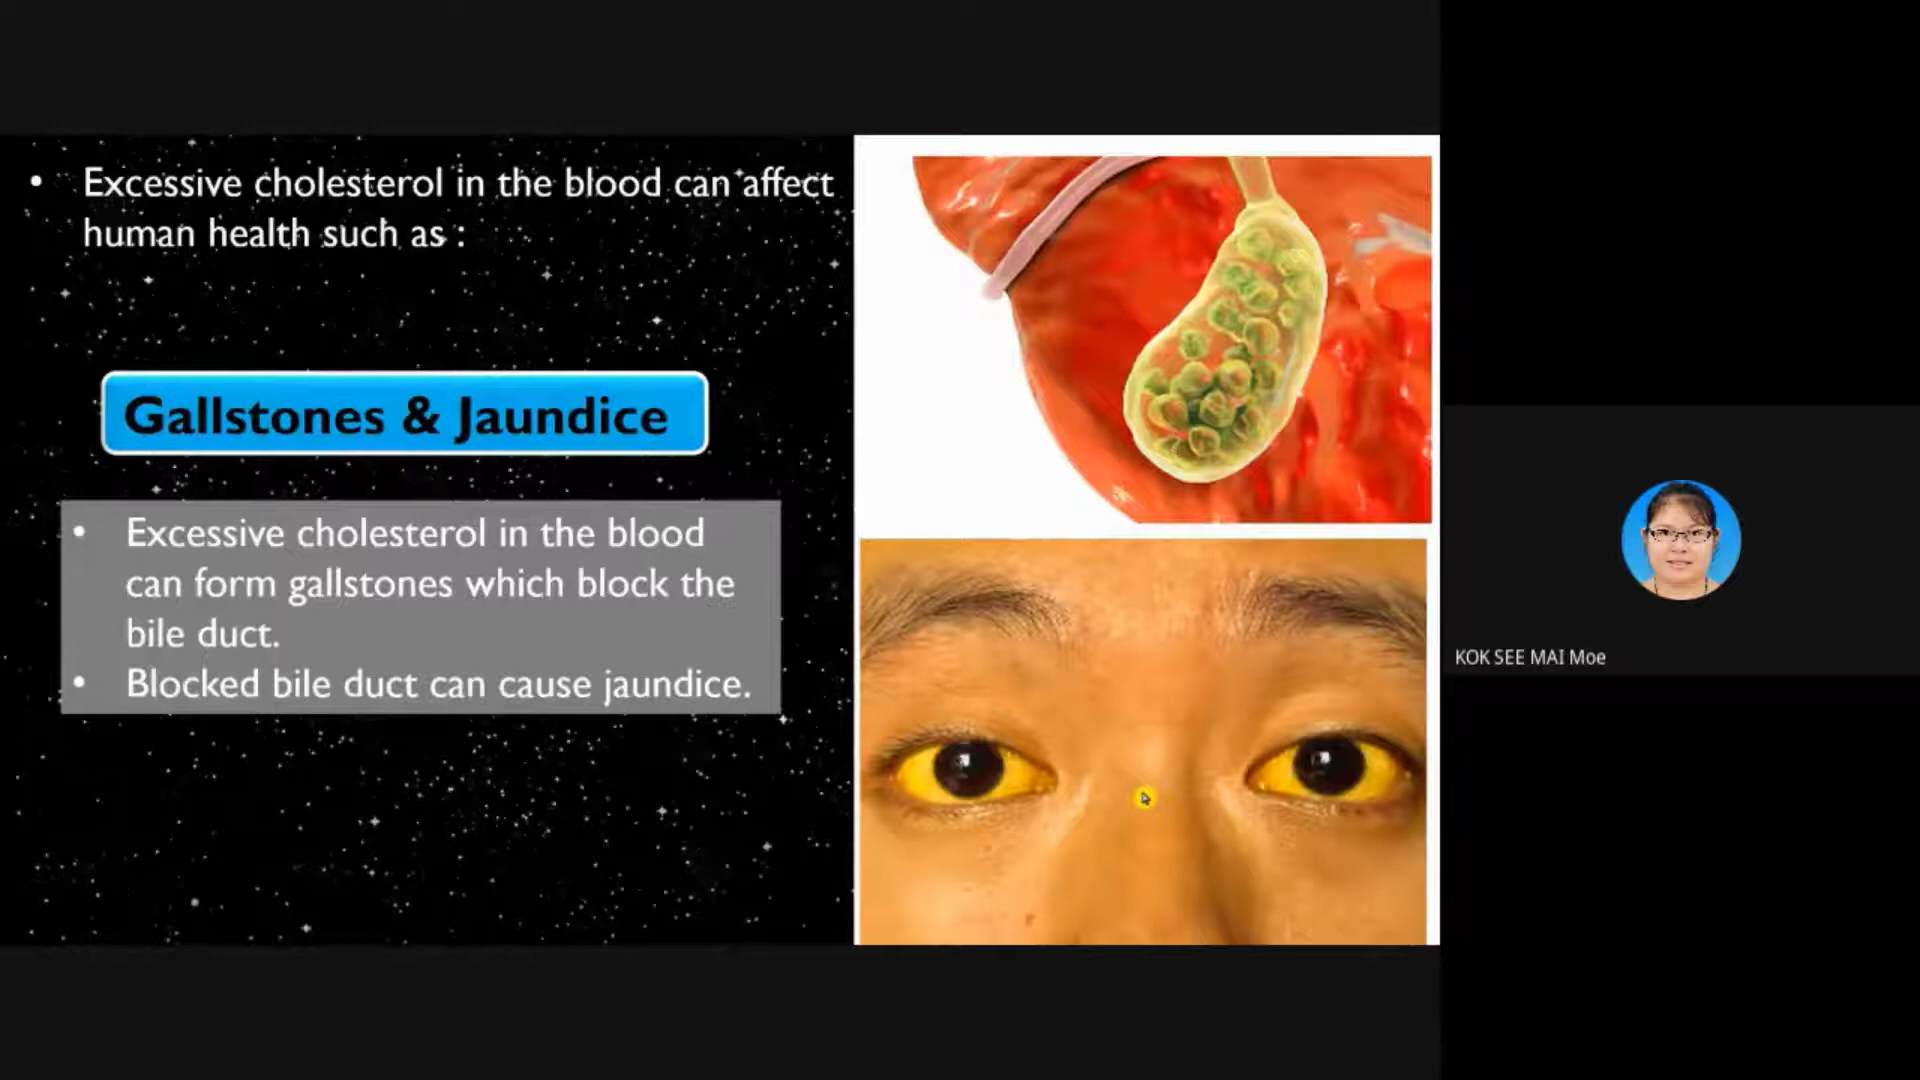 • Excessive cholesterol in the blood can affect
human health such as :
Gallstones & Jaundice
• Excessive cholesterol in the blood
can form gallstones which block the
bile duct.
• Blocked bile duct can cause jaundice.
KOK SEE MAI Moe